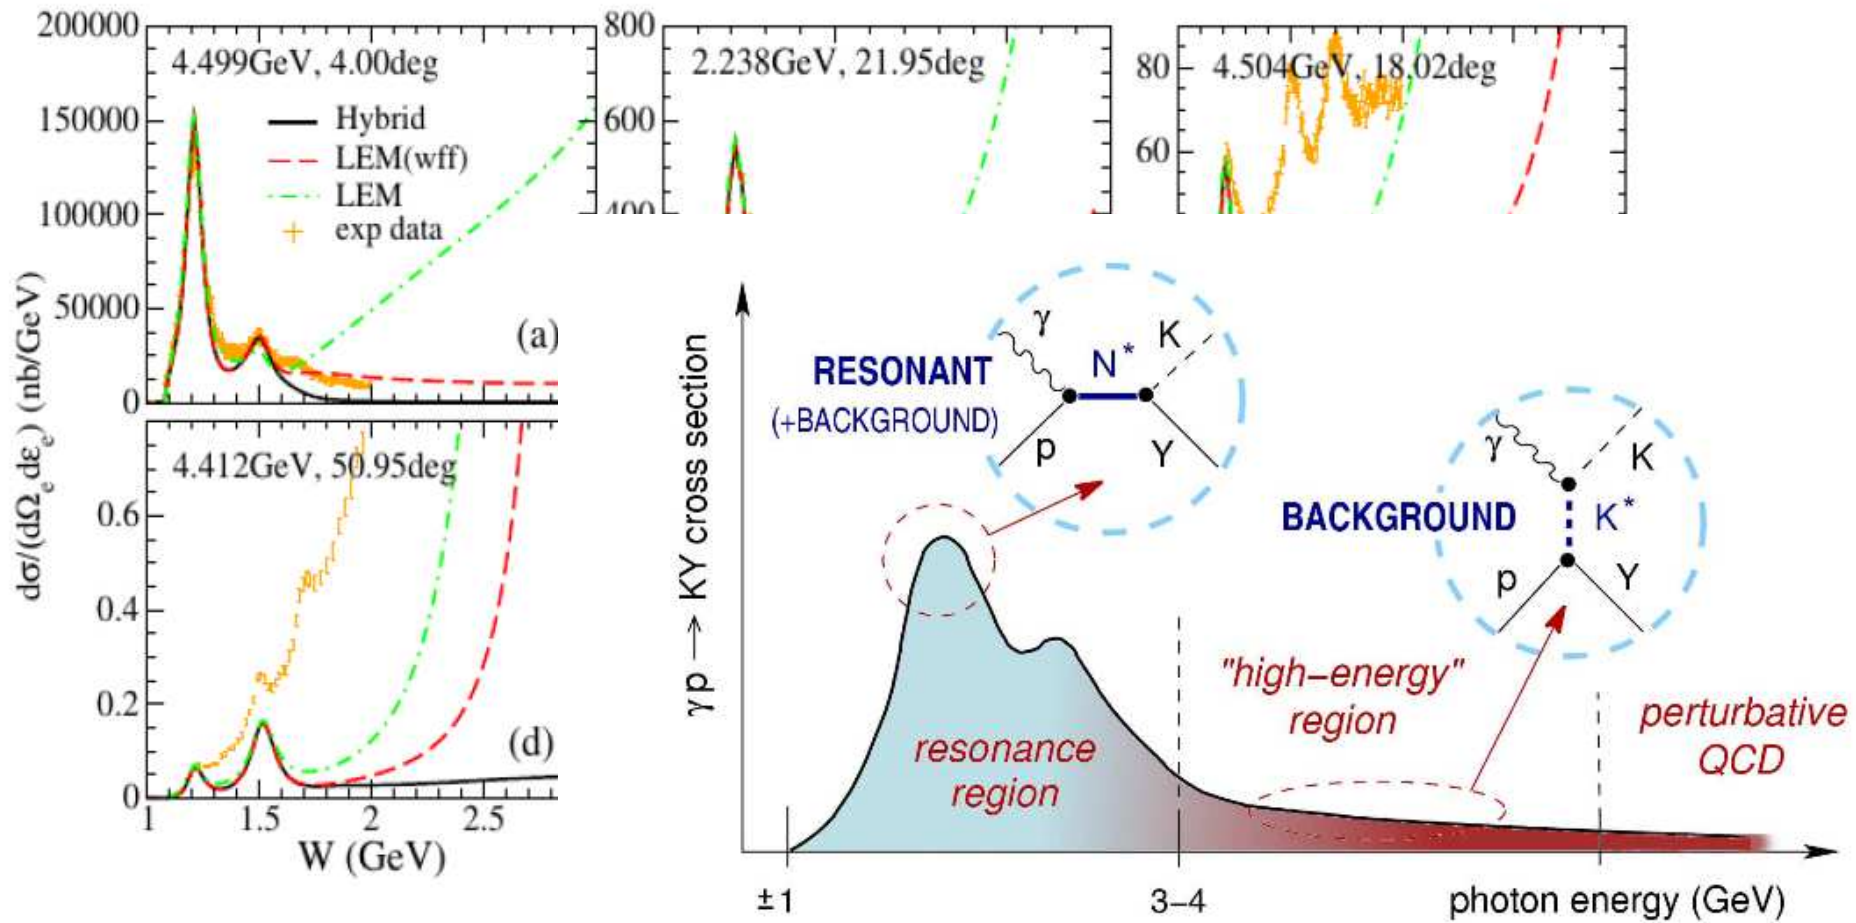 200000
150000
100000
50000
0
4.499GeV, 4.00deg
Hybrid
LEM(wff)
LEM
exp data
(a)
800
600
400
2.238GeV, 21.95deg
80
60
4.504GeV, 18.02deg
dσ/(dΩ_e dε_e) (nb/GeV)
4.412GeV, 50.95deg
0.6
0.4
0.2
0
(d)
1 1.5 2 2.5
W (GeV)
γ p → KY cross section
RESONANT
(+BACKGROUND)
γ
K
N*
p
Y
BACKGROUND
γ
K
K*
p
Y
resonance
region
"high−energy"
region
perturbative
QCD
±1
3−4
photon energy (GeV)